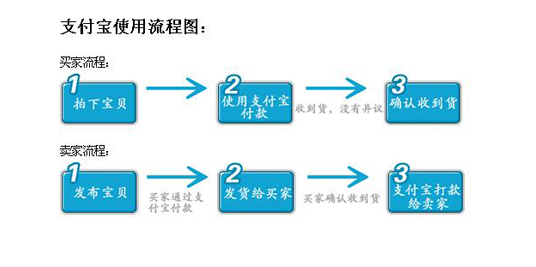 支付宝使用流程图：
买家流程：
1
拍下宝贝
2
使用支付宝
付款
收到货，没有异议
3
确认收到货
卖家流程：
1
发布宝贝
买家通过支
付宝付款
2
发货给买家
买家确认收到货
3
支付宝打款
给卖家